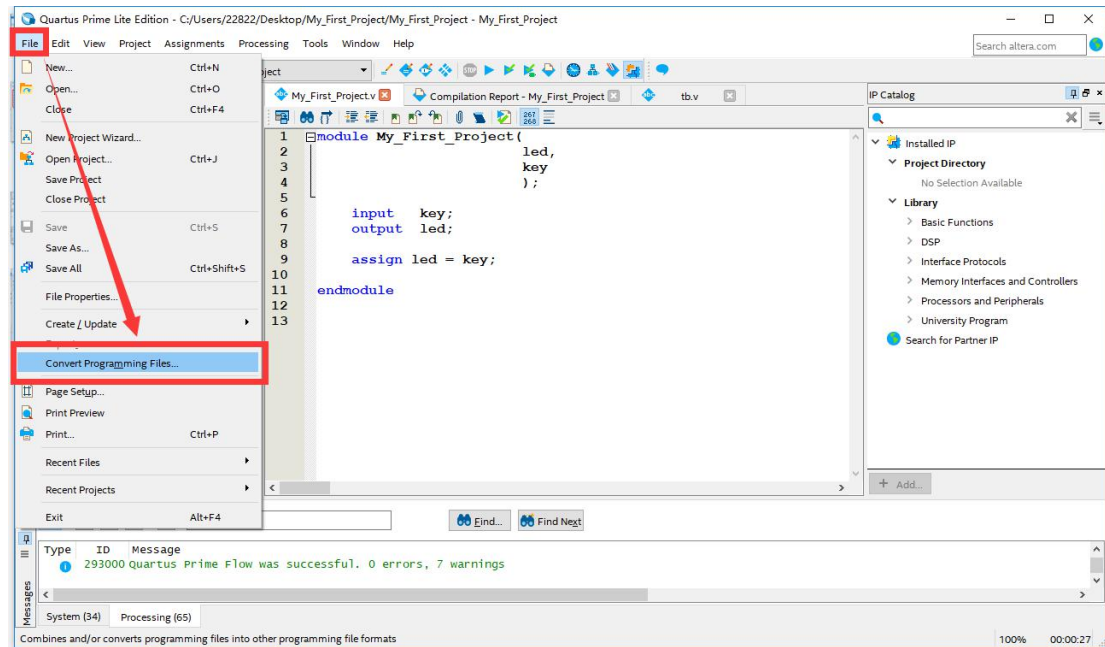 Quartus Prime Lite Edition - C:/Users/22822/Desktop/My_First_Project/My_First_Project - My_First_Project
File Edit View Project Assignments Processing Tools Window Help
Search altera.com
New... Ctrl+N
Open... Ctrl+O
Close Ctrl+F4
New Project Wizard...
Open Project... Ctrl+J
Save Project
Close Project
Save Ctrl+S
Save As...
Save All Ctrl+Shift+S
File Properties...
Create / Update
Convert Programming Files...
Page Setup...
Print Preview
Print... Ctrl+P
Recent Files
Recent Projects
Exit Alt+F4
ject
STOP
My_First_Project.v
Compilation Report - My_First_Project
abc
tb.v
267
268
1 module My_First_Project(
2 led,
3 key
4 );
5
6 input key;
7 output led;
8
9 assign led = key;
10
11 endmodule
12
13
IP Catalog
Installed IP
Project Directory
No Selection Available
Library
Basic Functions
DSP
Interface Protocols
Memory Interfaces and Controllers
Processors and Peripherals
University Program
Search for Partner IP
+ Add...
Find... Find Next
Type ID Message
293000 Quartus Prime Flow was successful. 0 errors, 7 warnings
Messages
System (34) Processing (65)
Combines and/or converts programming files into other programming file formats
100% 00:00:27